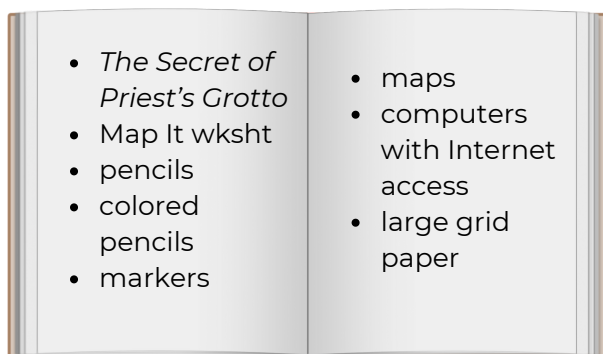 • The Secret of
Priest’s Grotto
• Map It wksht
• pencils
• colored
pencils
• markers
• maps
• computers
with Internet
access
• large grid
paper